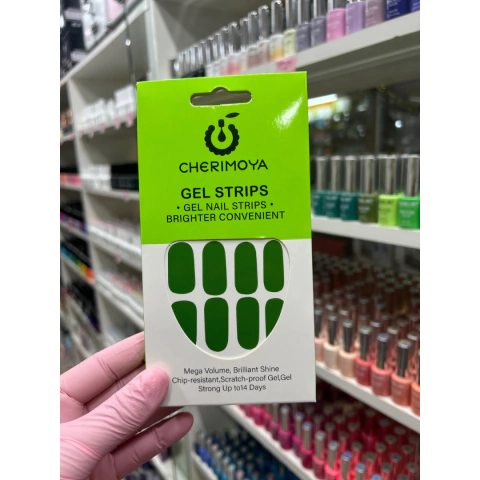 CHERIMOYA
GEL STRIPS
• GEL NAIL STRIPS •
BRIGHTER CONVENIENT
Mega Volume, Brilliant Shine
Chip-resistant,Scratch-proof Gel,Gel
Strong Up to14 Days